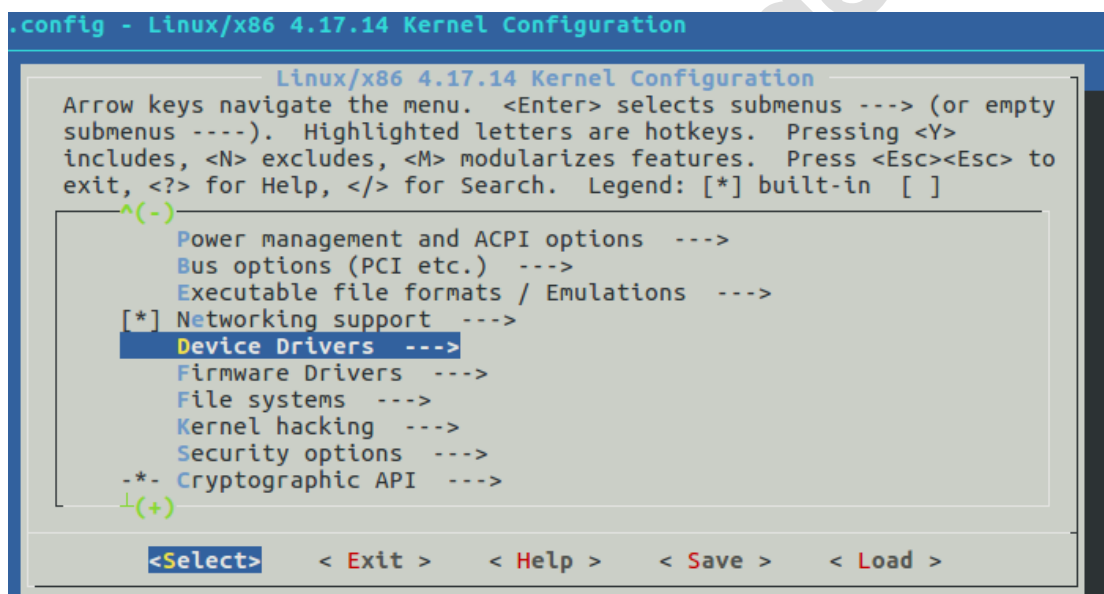 .config - Linux/x86 4.17.14 Kernel Configuration
Linux/x86 4.17.14 Kernel Configuration
Arrow keys navigate the menu.  <Enter> selects submenus ---> (or empty
submenus ----).  Highlighted letters are hotkeys.  Pressing <Y>
includes, <N> excludes, <M> modularizes features.  Press <Esc><Esc> to
exit, <?> for Help, </> for Search.  Legend: [*] built-in  [ ]
^(-)
Power management and ACPI options  --->
Bus options (PCI etc.)  --->
Executable file formats / Emulations  --->
[*] Networking support  --->
Device Drivers  --->
Firmware Drivers  --->
File systems  --->
Kernel hacking  --->
Security options  --->
-*- Cryptographic API  --->
┴(+)
<Select>    < Exit >    < Help >    < Save >    < Load >